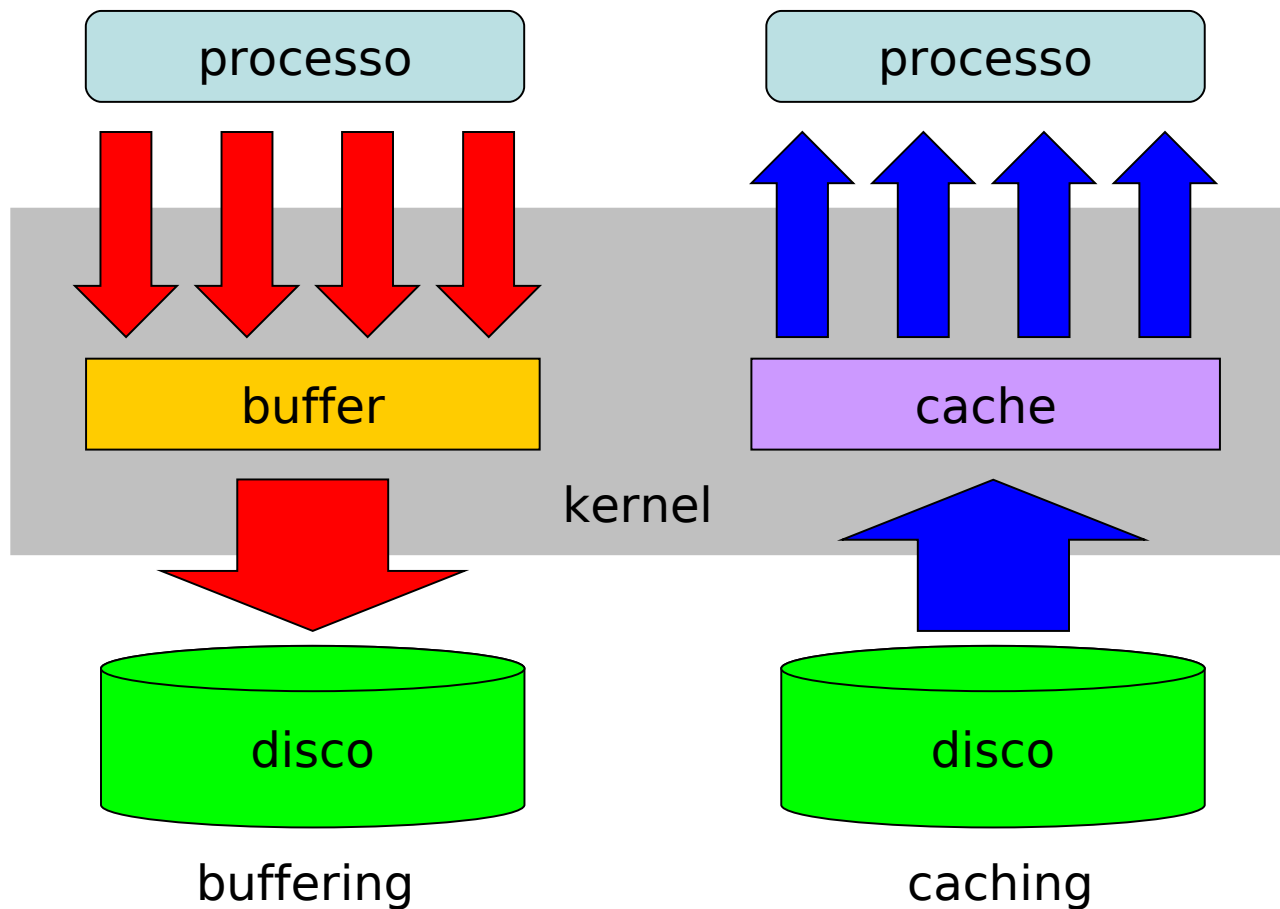 processo
processo
buffer
cache
kernel
disco
disco
buffering
caching